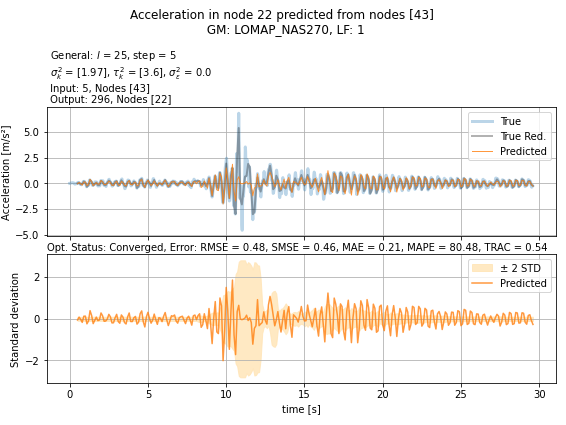 Acceleration in node 22 predicted from nodes [43]
GM: LOMAP_NAS270, LF: 1
General: l = 25, step = 5
σ²ₖ = [1.97], τ²ₖ = [3.6], σ²ε = 0.0
Input: 5, Nodes [43]
Output: 296, Nodes [22]
Acceleration [m/s²]
5.0
2.5
0.0
−2.5
−5.0
True
True Red.
Predicted
Opt. Status: Converged, Error: RMSE = 0.48, SMSE = 0.46, MAE = 0.21, MAPE = 80.48, TRAC = 0.54
Standard deviation
2
0
−2
± 2 STD
Predicted
0 5 10 15 20 25 30
time [s]